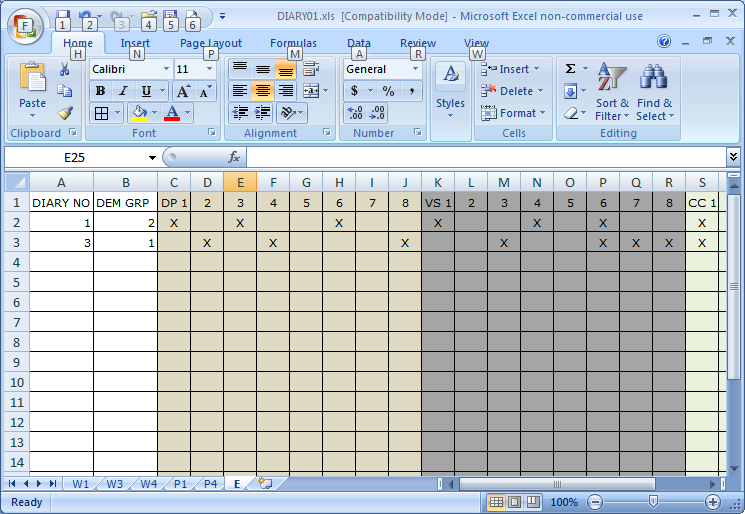 DIARY01.xls [Compatibility Mode] - Microsoft Excel non-commercial use
F 1 2 3 4 5 6
Home Insert Page Layout Formulas Data Review View
H N P M A R W
Calibri 11 General Insert Σ
Paste B I U A A $ % , Styles Delete Sort & Filter Find & Select
A .00 .0 Format
Clipboard Font Alignment Number Cells Editing
E25 fx
A B C D E F G H I J K L M N O P Q R S
1 DIARY NO DEM GRP DP 1 2 3 4 5 6 7 8 VS 1 2 3 4 5 6 7 8 CC 1
2 1 2 X X X X X X X
3 3 1 X X X X X X X X
4
5
6
7
8
9
10
11
12
13
14
W1 W3 W4 P1 P4 E
Ready 100%